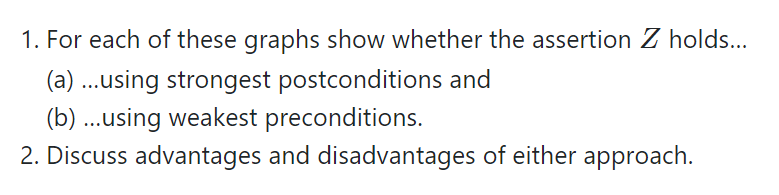 1. For each of these graphs show whether the assertion Z holds...
(a) ...using strongest postconditions and
(b) ...using weakest preconditions.
2. Discuss advantages and disadvantages of either approach.